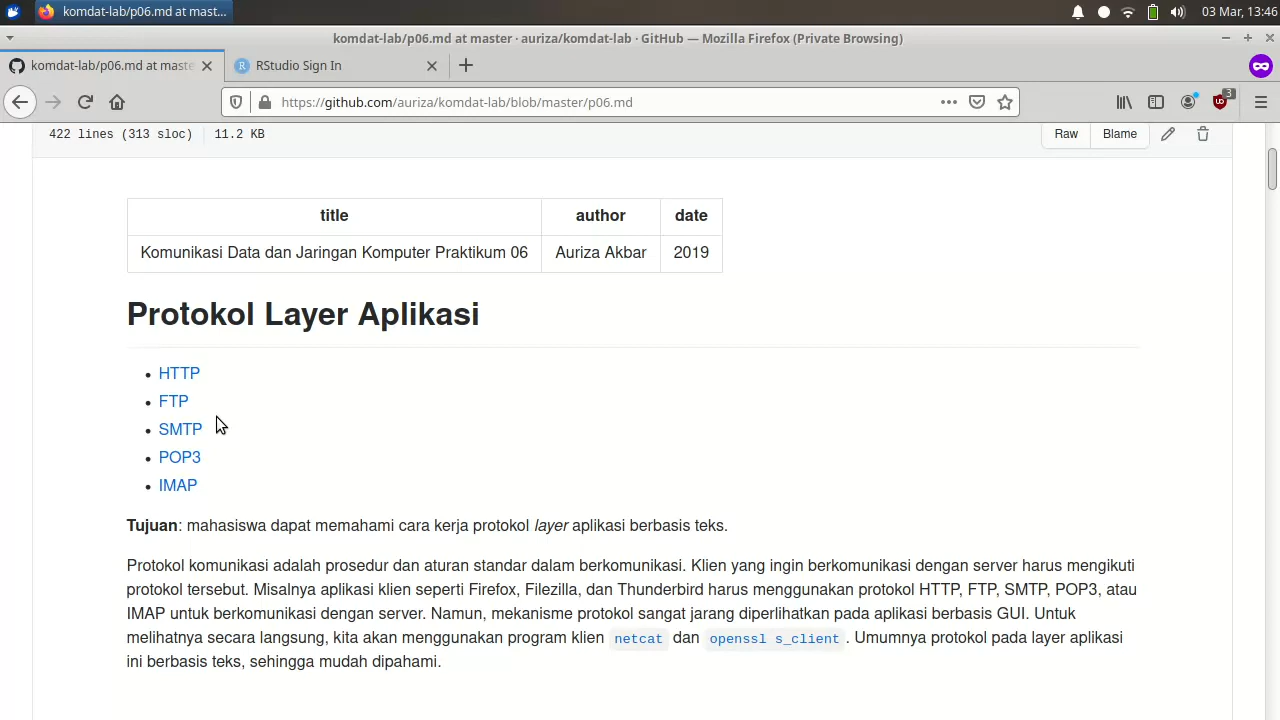 komdat-lab/p06.md at mast...
03 Mar, 13:46
komdat-lab/p06.md at master · auriza/komdat-lab · GitHub — Mozilla Firefox (Private Browsing)
komdat-lab/p06.md at maste
RStudio Sign In
https://github.com/auriza/komdat-lab/blob/master/p06.md
3
422 lines (313 sloc) 11.2 KB
Raw Blame
title author date
Komunikasi Data dan Jaringan Komputer Praktikum 06 Auriza Akbar 2019
Protokol Layer Aplikasi
• HTTP
• FTP
• SMTP
• POP3
• IMAP
Tujuan: mahasiswa dapat memahami cara kerja protokol layer aplikasi berbasis teks.
Protokol komunikasi adalah prosedur dan aturan standar dalam berkomunikasi. Klien yang ingin berkomunikasi dengan server harus mengikuti
protokol tersebut. Misalnya aplikasi klien seperti Firefox, Filezilla, dan Thunderbird harus menggunakan protokol HTTP, FTP, SMTP, POP3, atau
IMAP untuk berkomunikasi dengan server. Namun, mekanisme protokol sangat jarang diperlihatkan pada aplikasi berbasis GUI. Untuk
melihatnya secara langsung, kita akan menggunakan program klien netcat dan openssl s_client. Umumnya protokol pada layer aplikasi
ini berbasis teks, sehingga mudah dipahami.